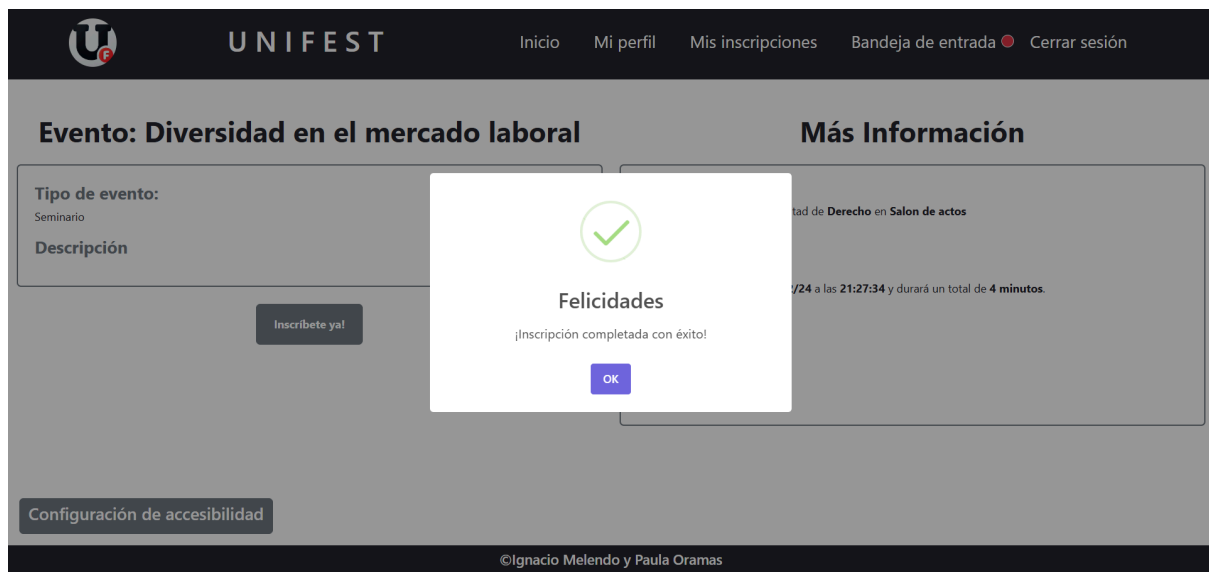 U
F
UNIFEST
Inicio Mi perfil Mis inscripciones Bandeja de entrada Cerrar sesión
Evento: Diversidad en el mercado laboral
Más Información
Tipo de evento:
Seminario
Descripción
Inscríbete ya!
tad de Derecho en Salon de actos
/24 a las 21:27:34 y durará un total de 4 minutos.
Felicidades
¡Inscripción completada con éxito!
OK
Configuración de accesibilidad
©Ignacio Melendo y Paula Oramas